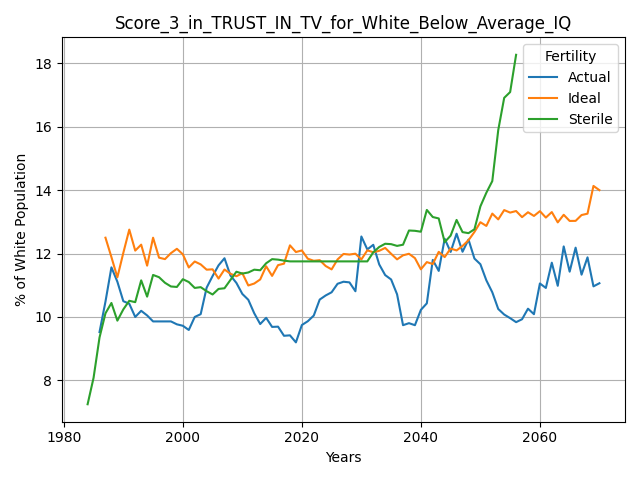 Score_3_in_TRUST_IN_TV_for_White_Below_Average_IQ
Fertility
Actual
Ideal
Sterile
% of White Population
18
16
14
12
10
8
1980
2000
2020
2040
2060
Years